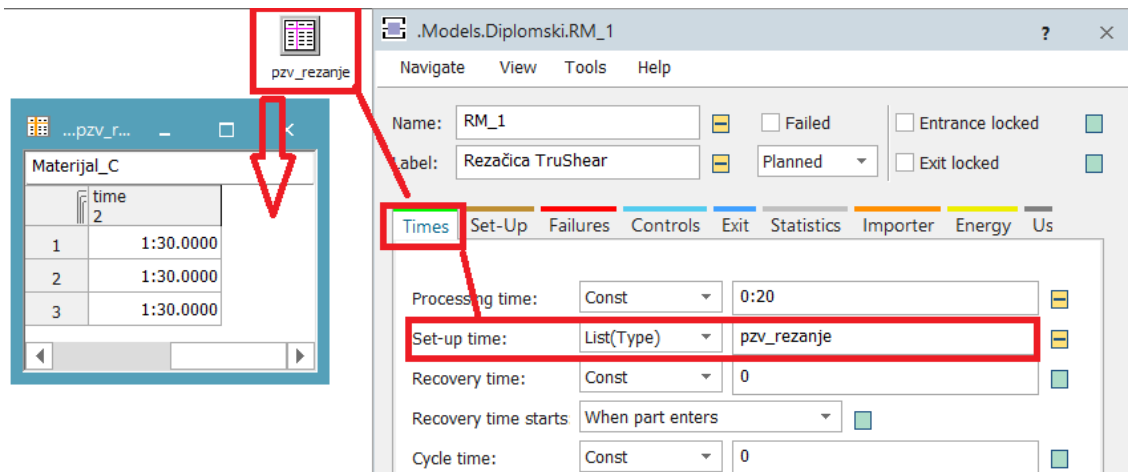 pzv_rezanje
...pzv_r...
Materijal_C
time
2
1 1:30.0000
2 1:30.0000
3 1:30.0000
.Models.Diplomski.RM_1 ?
Navigate View Tools Help
Name: RM_1 Failed Entrance locked
Label: Rezačica TruShear Planned Exit locked
Times Set-Up Failures Controls Exit Statistics Importer Energy Us
Processing time: Const 0:20
Set-up time: List(Type) pzv_rezanje
Recovery time: Const 0
Recovery time starts When part enters
Cycle time: Const 0